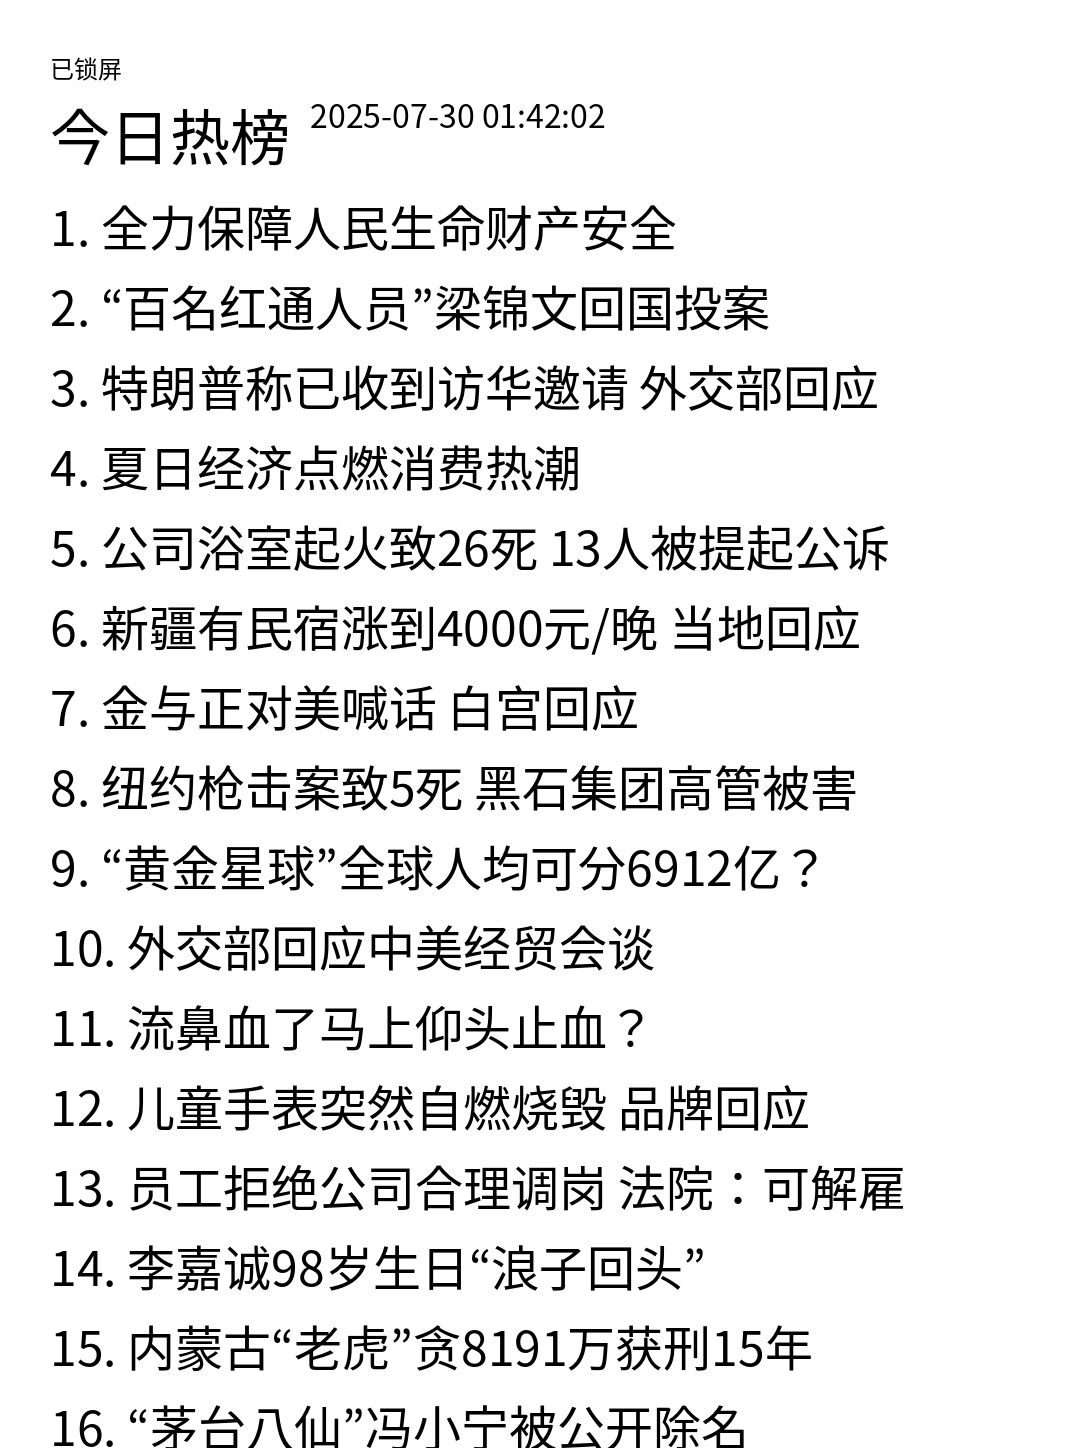 已锁屏
今日热榜 2025-07-30 01:42:02
1. 全力保障人民生命财产安全
2. “百名红通人员”梁锦文回国投案
3. 特朗普称已收到访华邀请 外交部回应
4. 夏日经济点燃消费热潮
5. 公司浴室起火致26死 13人被提起公诉
6. 新疆有民宿涨到4000元/晚 当地回应
7. 金与正对美喊话 白宫回应
8. 纽约枪击案致5死 黑石集团高管被害
9. “黄金星球”全球人均可分6912亿？
10. 外交部回应中美经贸会谈
11. 流鼻血了马上仰头止血？
12. 儿童手表突然自燃烧毁 品牌回应
13. 员工拒绝公司合理调岗 法院：可解雇
14. 李嘉诚98岁生日“浪子回头”
15. 内蒙古“老虎”贪8191万获刑15年
16. “茅台八仙”冯小宁被公开除名